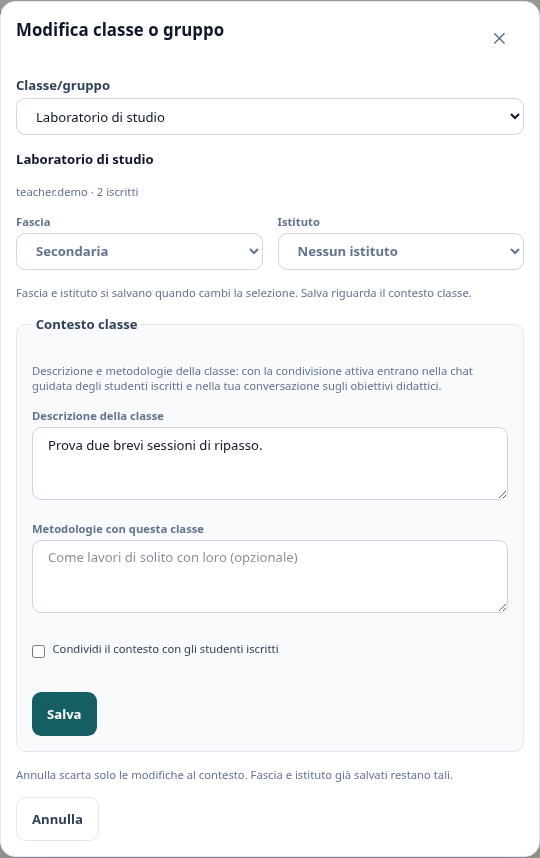 Modifica classe o gruppo
Classe/gruppo
Laboratorio di studio
Laboratorio di studio
teacher.demo · 2 iscritti
Fascia
Istituto
Secondaria
Nessun istituto
Fascia e istituto si salvano quando cambi la selezione. Salva riguarda il contesto classe.
Contesto classe
Descrizione e metodologie della classe: con la condivisione attiva entrano nella chat
guidata degli studenti iscritti e nella tua conversazione sugli obiettivi didattici.
Descrizione della classe
Prova due brevi sessioni di ripasso.
Metodologie con questa classe
Come lavori di solito con loro (opzionale)
Condividi il contesto con gli studenti iscritti
Salva
Annulla scarta solo le modifiche al contesto. Fascia e istituto già salvati restano tali.
Annulla